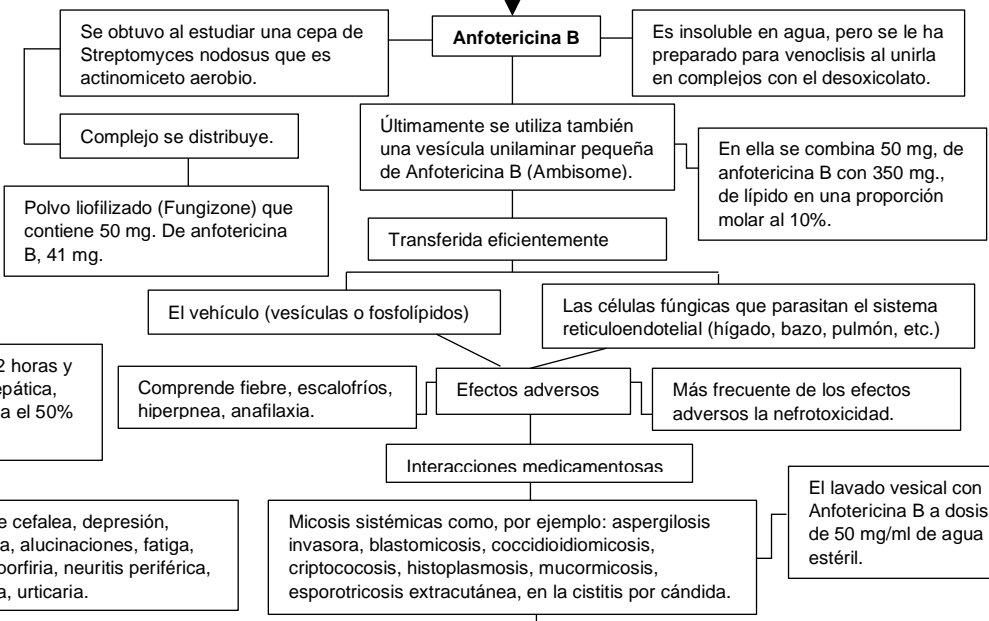 Se obtuvo al estudiar una cepa de
Streptomyces nodosus que es
actinomiceto aerobio.
Anfotericina B
Es insoluble en agua, pero se le ha
preparado para venoclisis al unirla
en complejos con el desoxicolato.
Complejo se distribuye.
Últimamente se utiliza también
una vesícula unilaminar pequeña
de Anfotericina B (Ambisome).
En ella se combina 50 mg, de
anfotericina B con 350 mg.,
de lípido en una proporción
molar al 10%.
Polvo liofilizado (Fungizone) que
contiene 50 mg. De anfotericina
B, 41 mg.
Transferida eficientemente
El vehículo (vesículas o fosfolípidos)
Las células fúngicas que parasitan el sistema
reticuloendotelial (hígado, bazo, pulmón, etc.)
2 horas y
epática,
a el 50%
Comprende fiebre, escalofríos,
hiperpnea, anafilaxia.
Efectos adversos
Más frecuente de los efectos
adversos la nefrotoxicidad.
Interacciones medicamentosas
e cefalea, depresión,
a, alucinaciones, fatiga,
porfiria, neuritis periférica,
a, urticaria.
Micosis sistémicas como, por ejemplo: aspergilosis
invasora, blastomicosis, coccidioidiomicosis,
criptococosis, histoplasmosis, mucormicosis,
esporotricosis extracutánea, en la cistitis por cándida.
El lavado vesical con
Anfotericina B a dosis
de 50 mg/ml de agua
estéril.